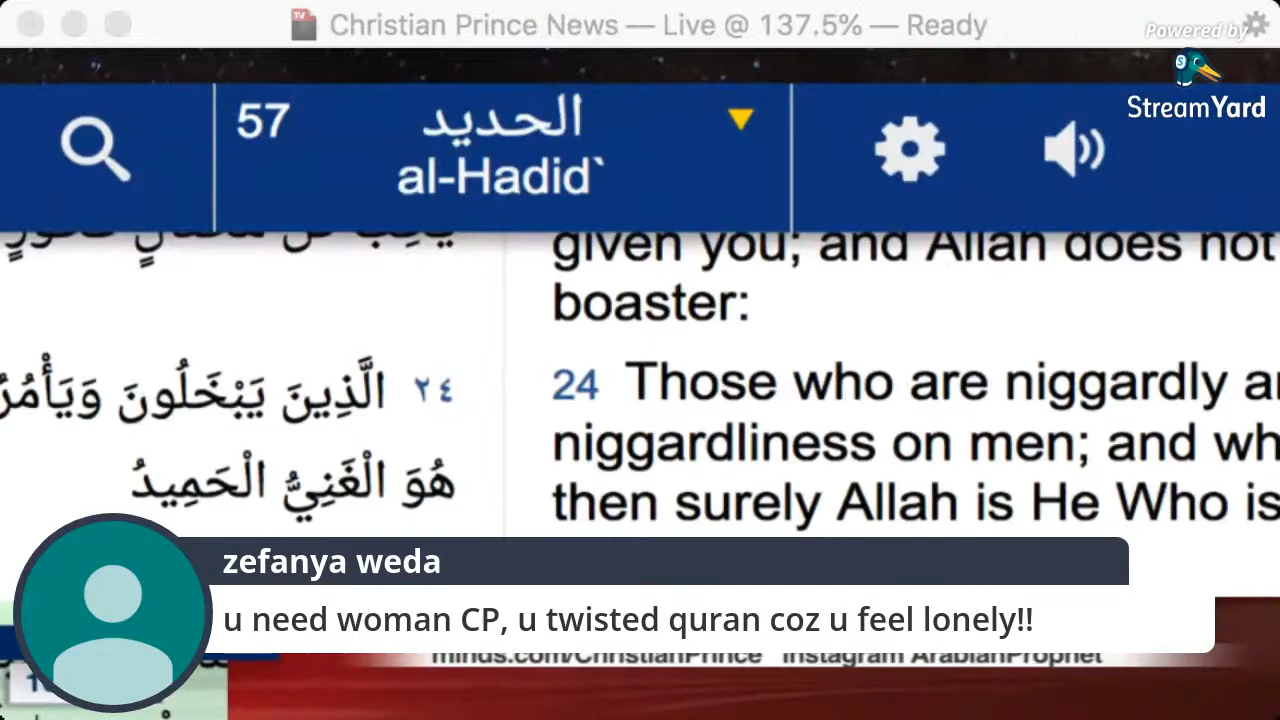 Christian Prince News — Live @ 137.5% — Ready
Powered by
StreamYard
57
الحديد
al-Hadid`
given you; and Allah does not
boaster:
٢٤ الَّذِينَ يَبْخَلُونَ
هُوَ الْغَنِيُّ الْحَمِيدُ
24 Those who are niggardly
niggardliness on men; and
then surely Allah is He Who is
zefanya weda
u need woman CP, u twisted quran coz u feel lonely!!
minds.com/ChristianPrince Instagram ArabianProphet